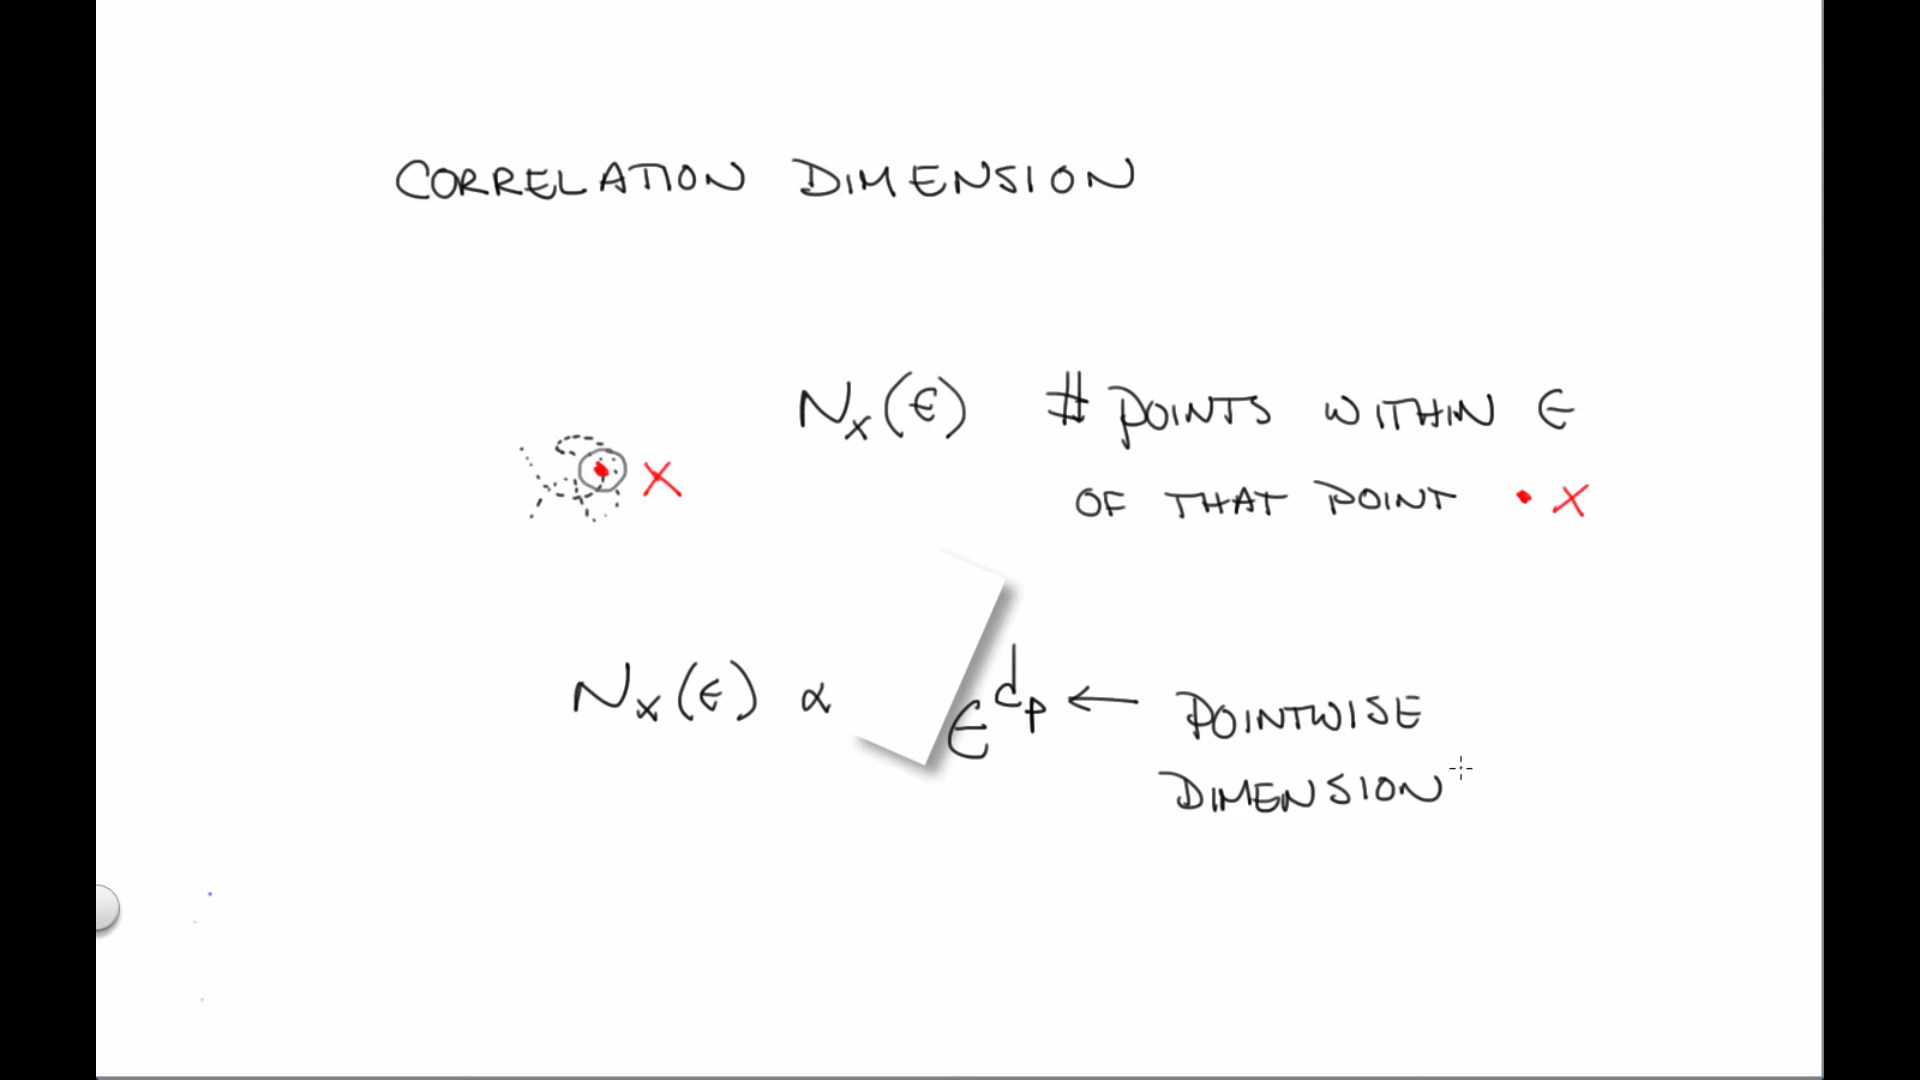 CORRELATION DIMENSION
Nₓ(ϵ) # POINTS WITHIN ϵ
X
OF THAT POINT • X
Nₓ(ϵ) ∝ ϵ^dₚ ← POINTWISE
DIMENSION